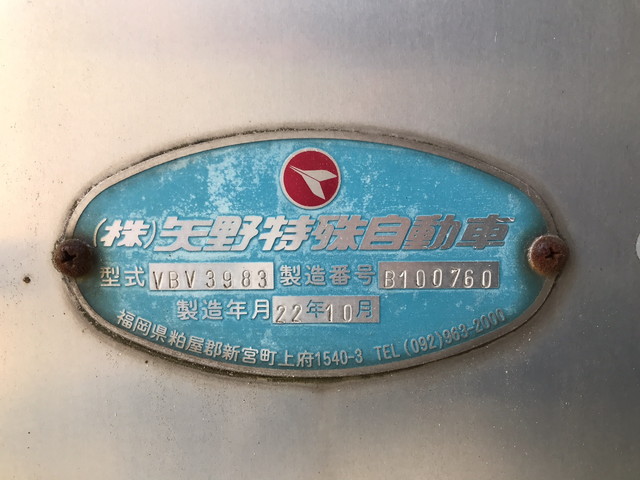 (株)矢野特殊自動車
型式 VBV3983 製造番号 B100760
製造年月 22年10月
福岡県粕屋郡新宮町上府1540-3 TEL (092)963-2000